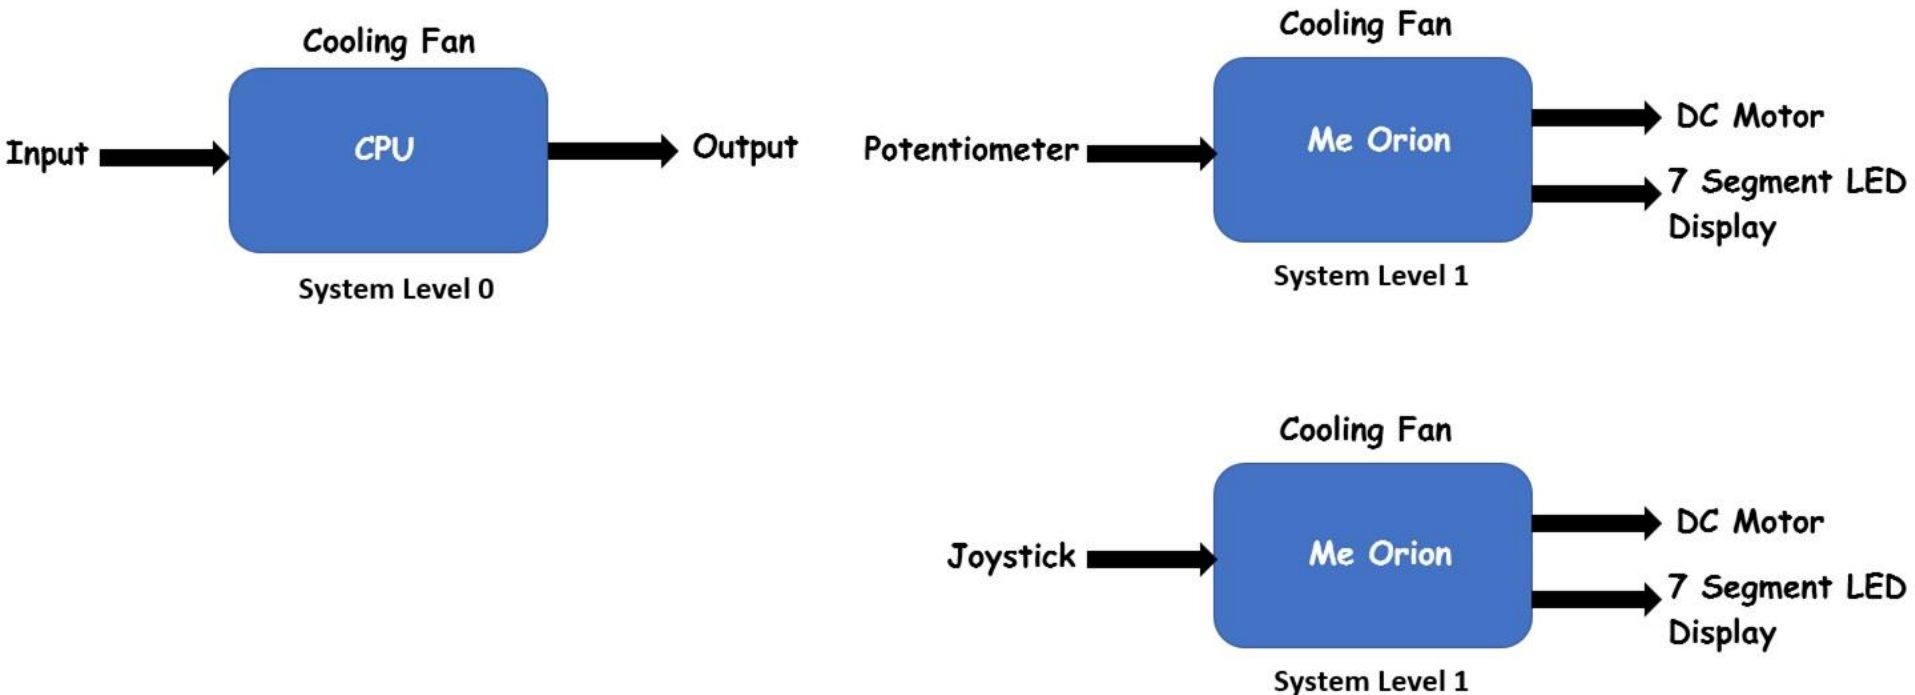 Cooling Fan
Input
CPU
Output
System Level 0
Cooling Fan
Potentiometer
Me Orion
DC Motor
7 Segment LED
Display
System Level 1
Cooling Fan
Joystick
Me Orion
DC Motor
7 Segment LED
Display
System Level 1